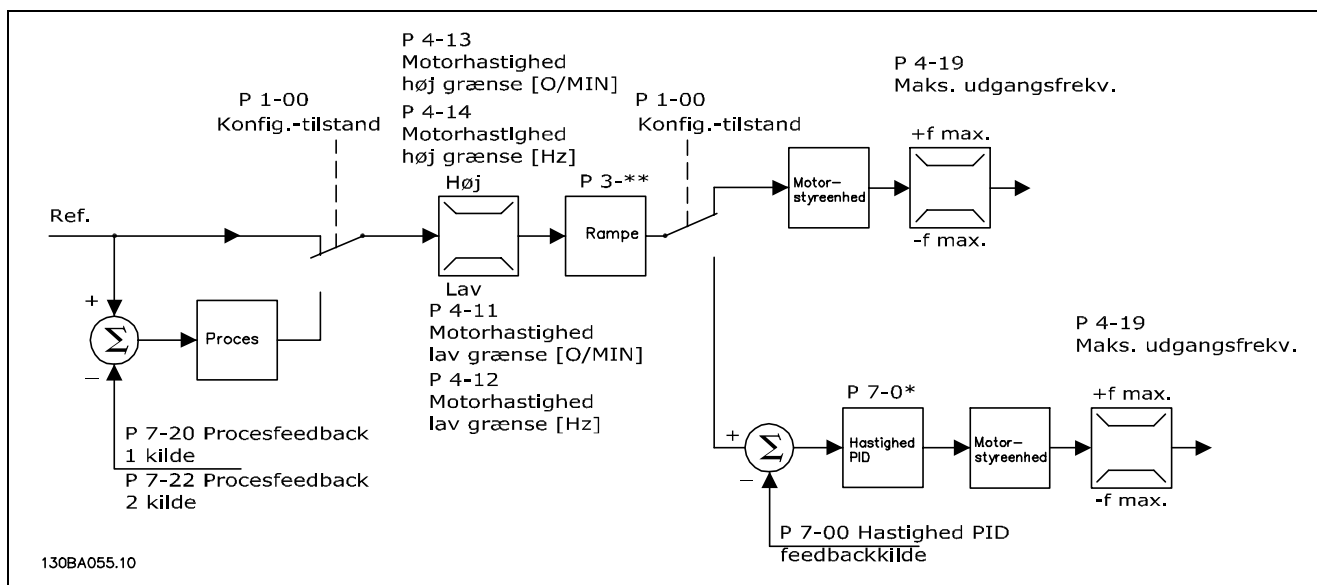 P 4-13
Motorhastighed
høj grænse [O/MIN]
P 4-14
Motorhastighed
høj grænse [Hz]
P 1-00
Konfig.-tilstand
P 1-00
Konfig.-tilstand
P 4-19
Maks. udgangsfrekv.
+f max.
Høj
P 3-**
Motor-
styreenhed
Ref.
Rampe
-f max.
Lav
+
Σ
−
Proces
P 4-11
Motorhastighed
lav grænse [O/MIN]
P 4-12
Motorhastighed
lav grænse [Hz]
P 4-19
Maks. udgangsfrekv.
P 7-0*
+f max.
+
Σ
−
Hastighed
PID
Motor-
styreenhed
-f max.
P 7-20 Procesfeedback
1 kilde
P 7-22 Procesfeedback
2 kilde
P 7-00 Hastighed PID
feedbackkilde
130BA055.10